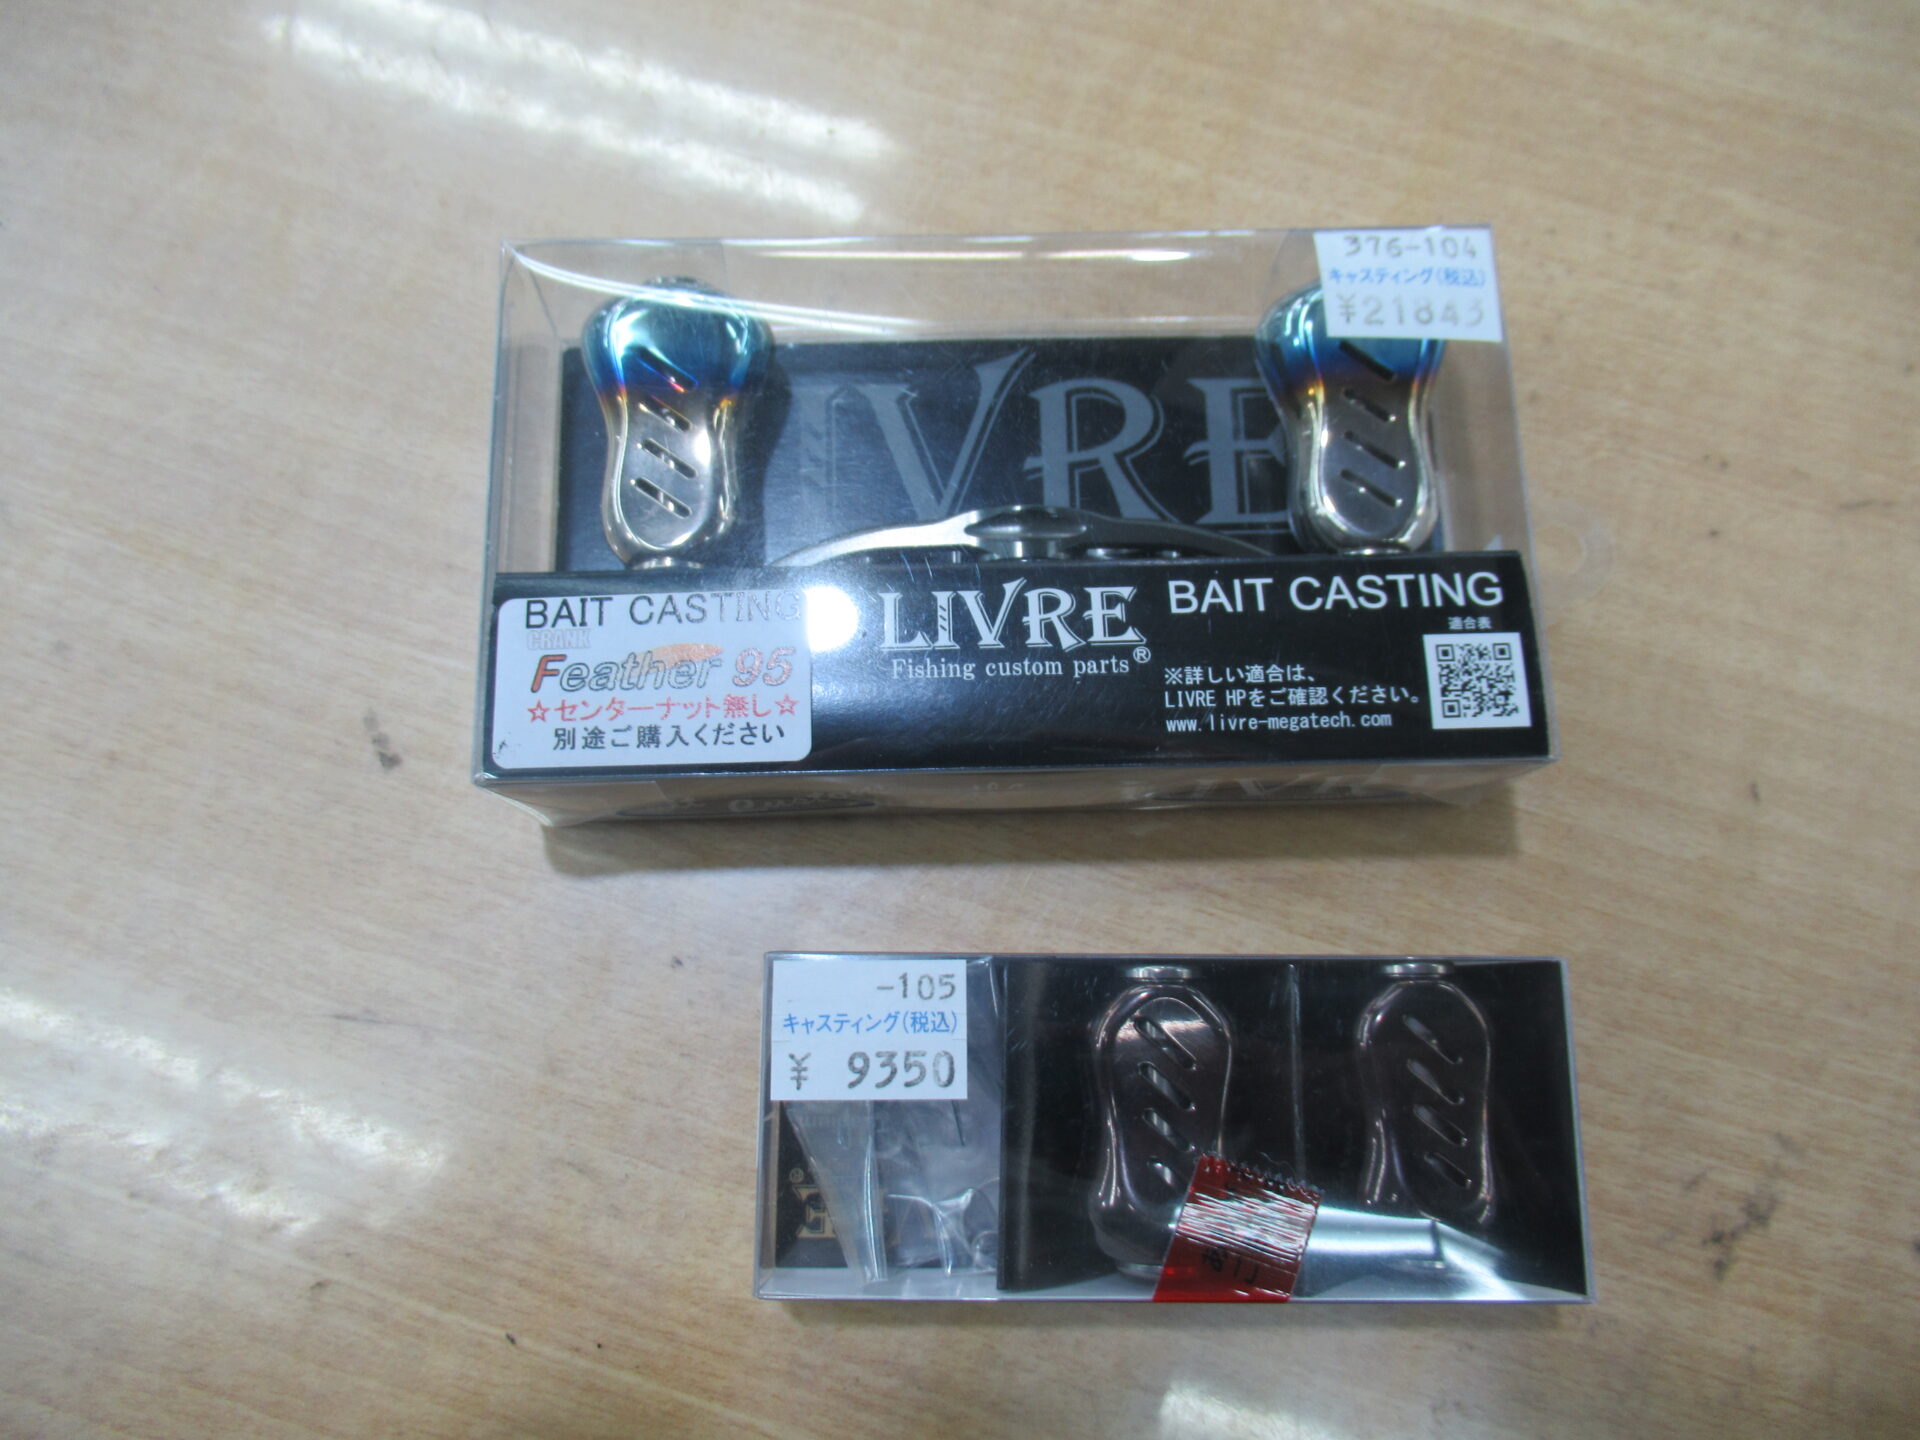 376-104
キャスティング(税込)
¥21843
IVRE
BAIT CASTING
CRANK
Feather 95
☆センターナット無し☆
別途ご購入ください
LIVRE®
Fishing custom parts
BAIT CASTING
適合表
※詳しい適合は、
LIVRE HPをご確認ください。
www.livre-megatech.com
-105
キャスティング(税込)
¥ 9350